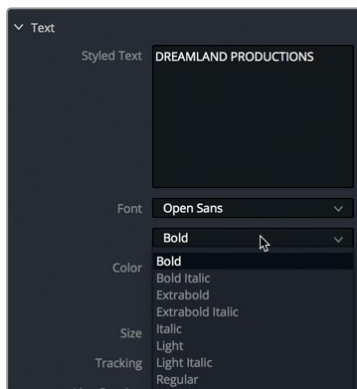 Text
Styled Text DREAMLAND PRODUCTIONS
Font Open Sans
Bold
Color Bold
Bold Italic
Extrabold
Extrabold Italic
Size Italic
Light
Tracking Light Italic
Regular